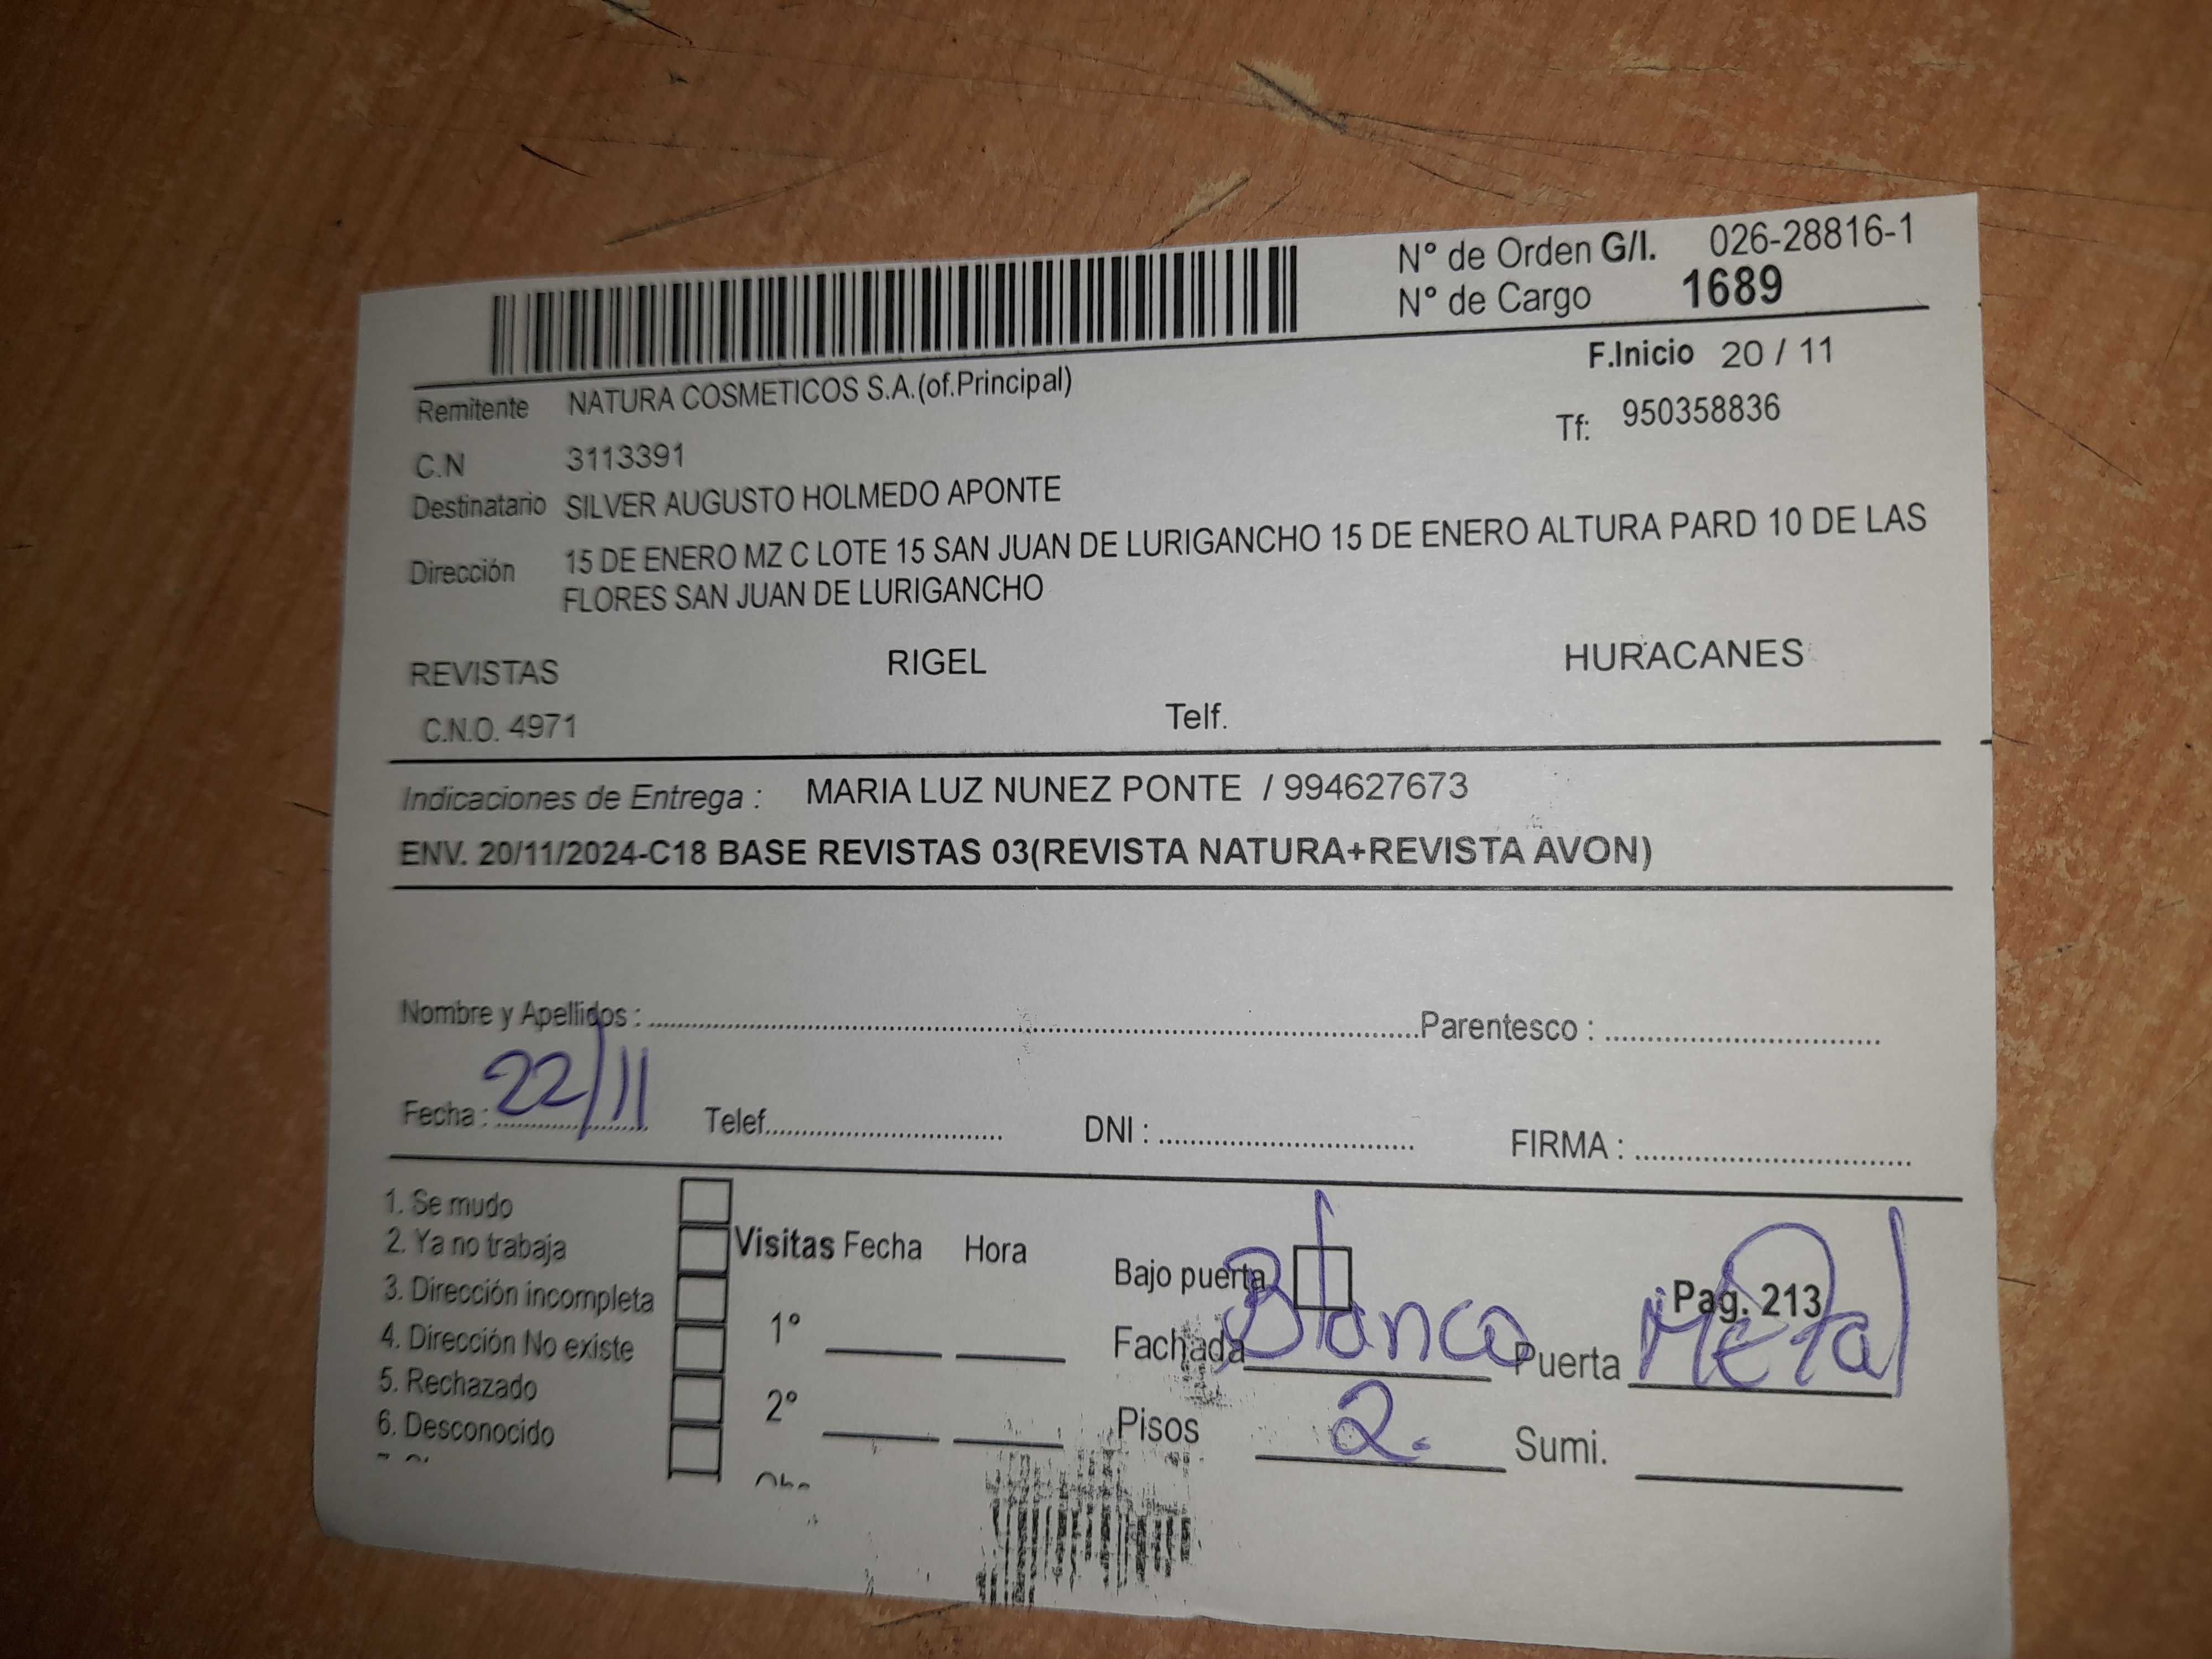 N° de Orden G/I. 026-28816-1
N° de Cargo 1689
F.Inicio 20 / 11
Remitente NATURA COSMETICOS S.A.(of.Principal)
Tf: 950358836
C.N 3113391
Destinatario SILVER AUGUSTO HOLMEDO APONTE
Dirección 15 DE ENERO MZ C LOTE 15 SAN JUAN DE LURIGANCHO 15 DE ENERO ALTURA PARD 10 DE LAS
FLORES SAN JUAN DE LURIGANCHO
REVISTAS RIGEL HURACANES
C.N.O. 4971 Telf.
Indicaciones de Entrega : MARIA LUZ NUNEZ PONTE / 994627673
ENV. 20/11/2024-C18 BASE REVISTAS 03(REVISTA NATURA+REVISTA AVON)
Nombre y Apellidos : Parentesco :
Fecha : 22/11 Telef. DNI : FIRMA :
1. Se mudo
2. Ya no trabaja
3. Dirección incompleta
4. Dirección No existe
5. Rechazado
6. Desconocido
Visitas Fecha Hora
1°
2°
Bajo puerta
Pag. 213
Fachada Blanco Puerta Metal
Pisos 2. Sumi.